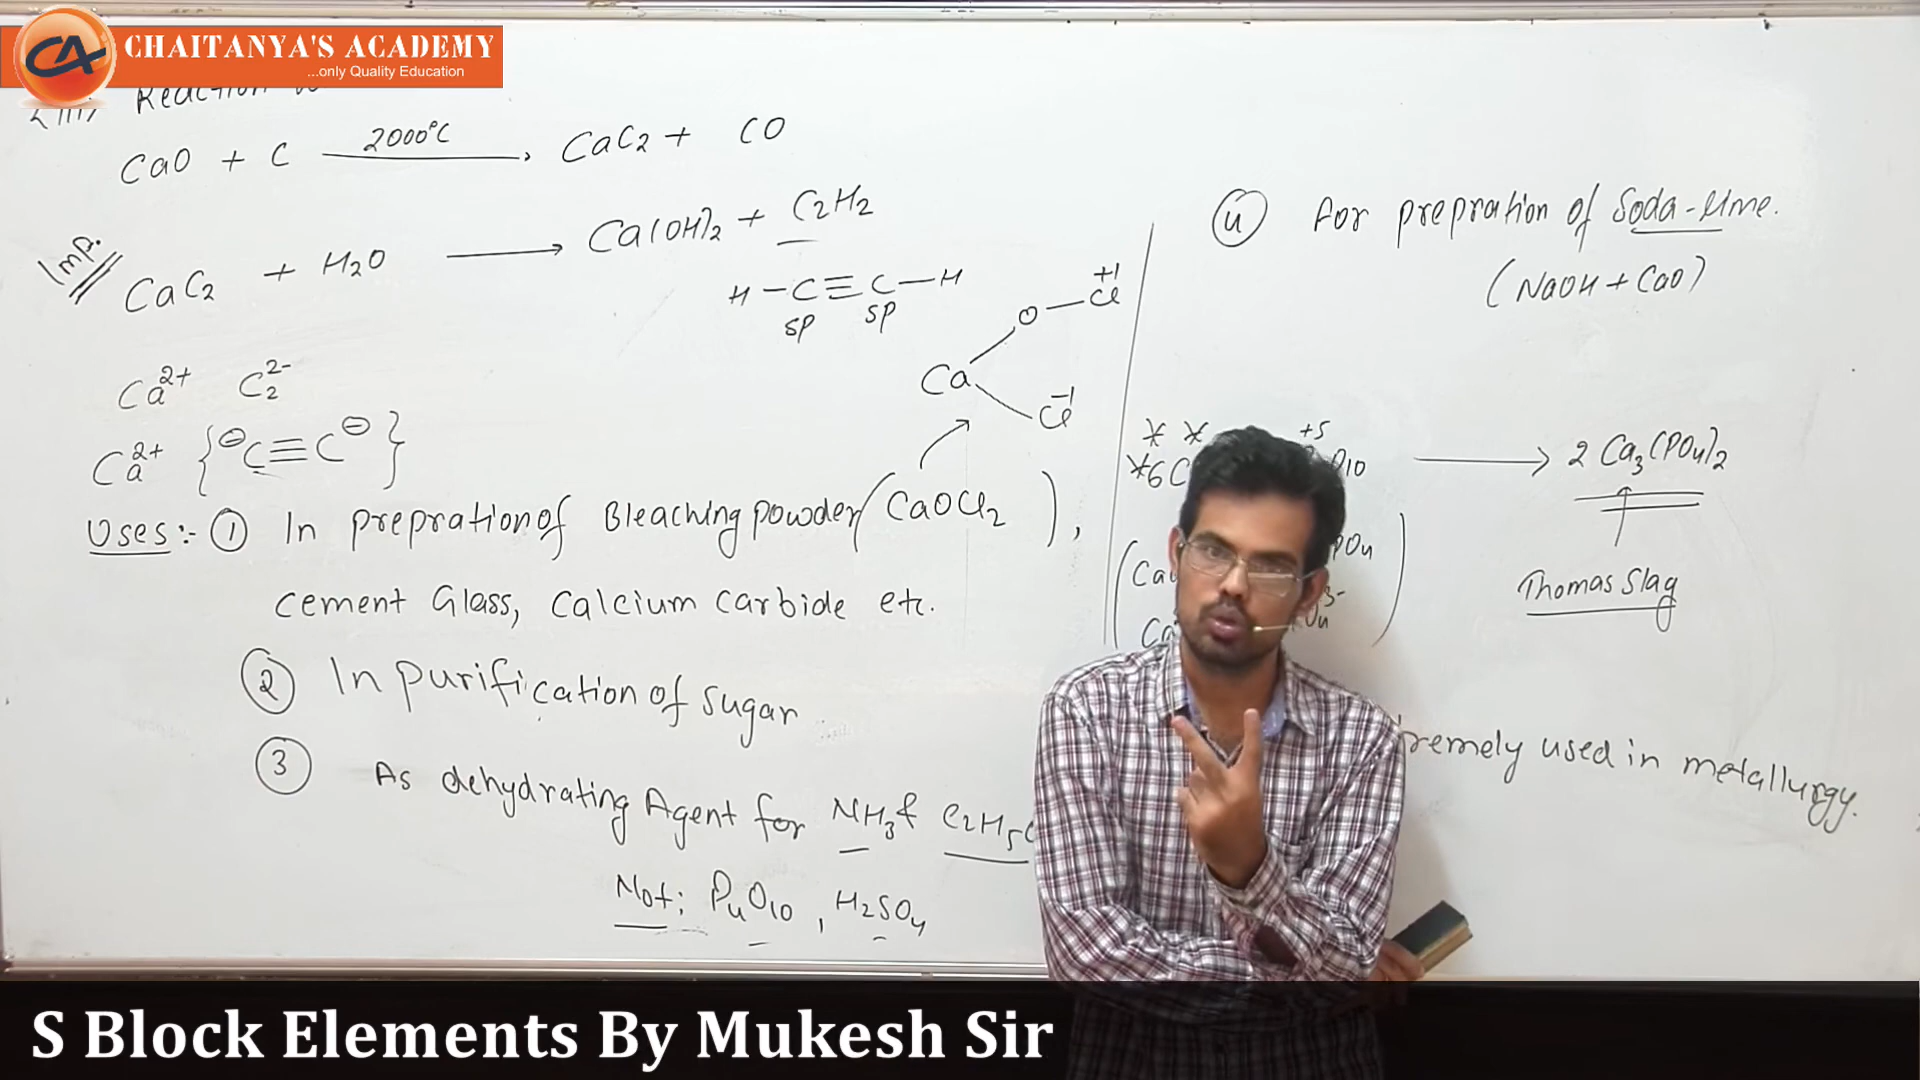 CHAITANYA'S ACADEMY
...only Quality Education
CaO + C 2000°C → CaC2 + CO
Imp.
CaC2 + H2O → Ca(OH)2 + C2H2
H-C≡C-H
sp sp
Ca2+ C2 2-
Ca2+ {⊖C≡C⊖}
O-Cl +1
Ca
Cl -1
Uses:- ① In prepration of Bleaching powder (CaOCl2),
cement Glass, calcium carbide etc.
② In purification of sugar
③ As dehydrating Agent for NH3 & C2H5
Not: P4O10, H2SO4
④ For prepration of Soda-lime.
(NaOH + CaO)
+5
→ 2 Ca3(PO4)2
Thomas Slag
used in metallurgy.
S Block Elements By Mukesh Sir